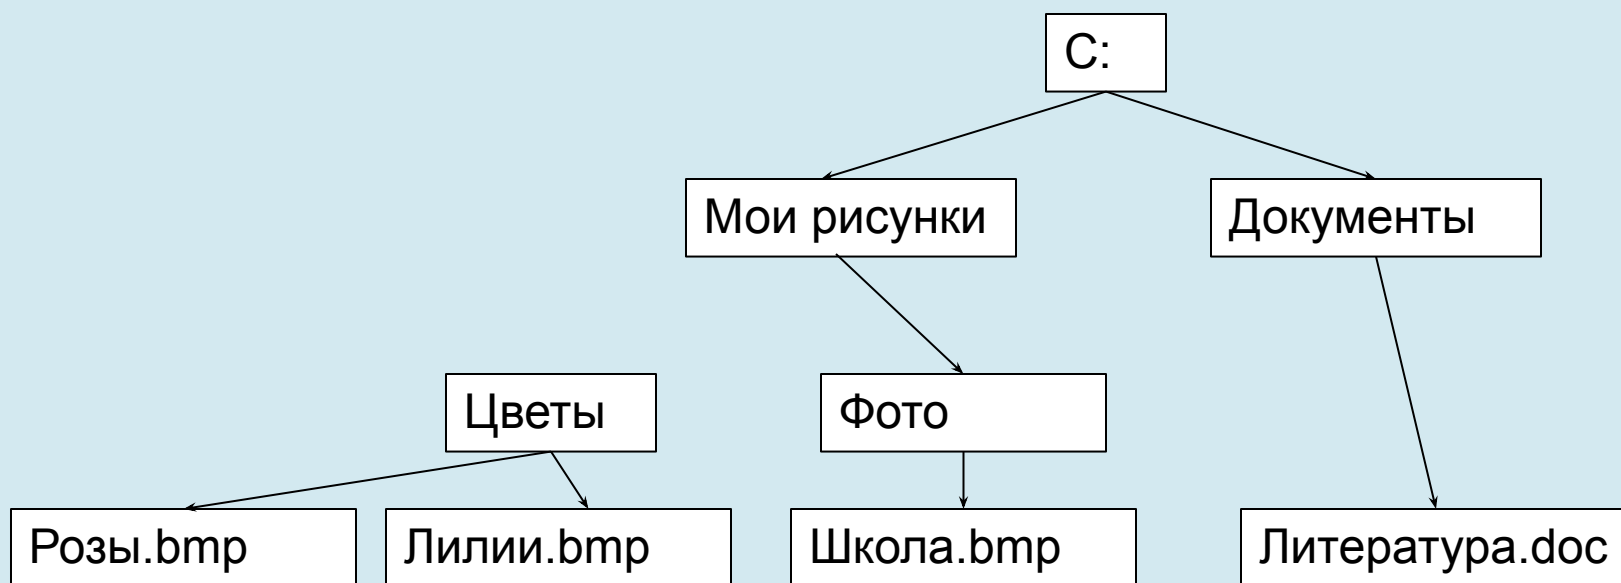 C:
Мои рисунки
Документы
Цветы
Фото
Розы.bmp
Лилии.bmp
Школа.bmp
Литература.doc